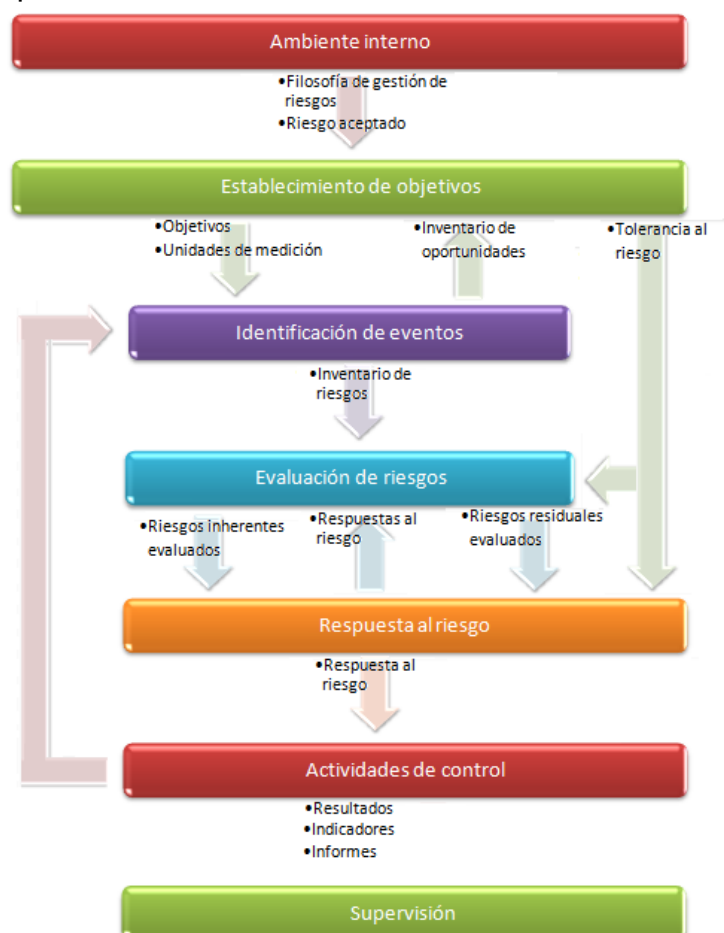 Ambiente interno
•Filosofía de gestión de
riesgos
•Riesgo aceptado
Establecimiento de objetivos
•Objetivos
•Unidades de medición
•Inventario de
oportunidades
•Tolerancia al
riesgo
Identificación de eventos
•Inventario de
riesgos
Evaluación de riesgos
•Riesgos inherentes
evaluados
•Respuestas al
riesgo
•Riesgos residuales
evaluados
Respuesta al riesgo
•Respuesta al
riesgo
Actividades de control
•Resultados
•Indicadores
•Informes
Supervisión